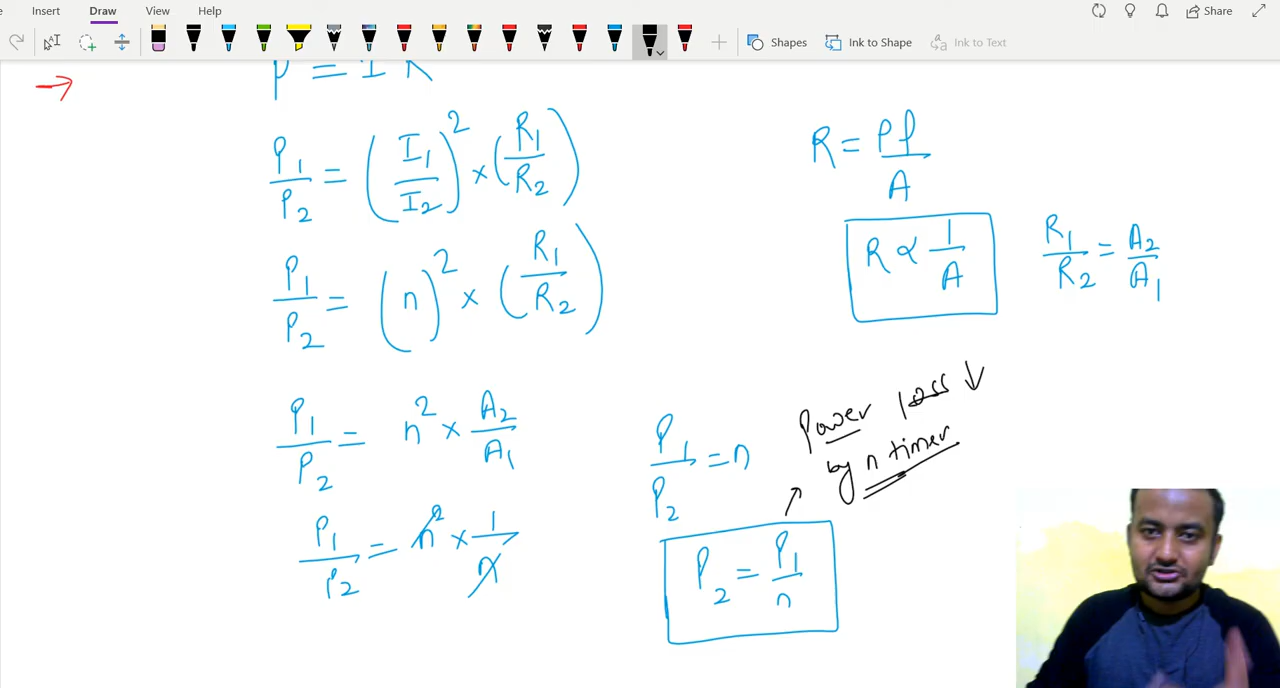 Insert Draw View Help
Share
Shapes Ink to Shape Ink to Text
→
P = I R
P₁/P₂ = (I₁/I₂)² × (R₁/R₂)
P₁/P₂ = (n)² × (R₁/R₂)
P₁/P₂ = n² × A₂/A₁
P₁/P₂ = n² × 1/n
R = ρl/A
R ∝ 1/A
R₁/R₂ = A₂/A₁
P₁/P₂ = n
P₂ = P₁/n
Power loss ↓
by n timer